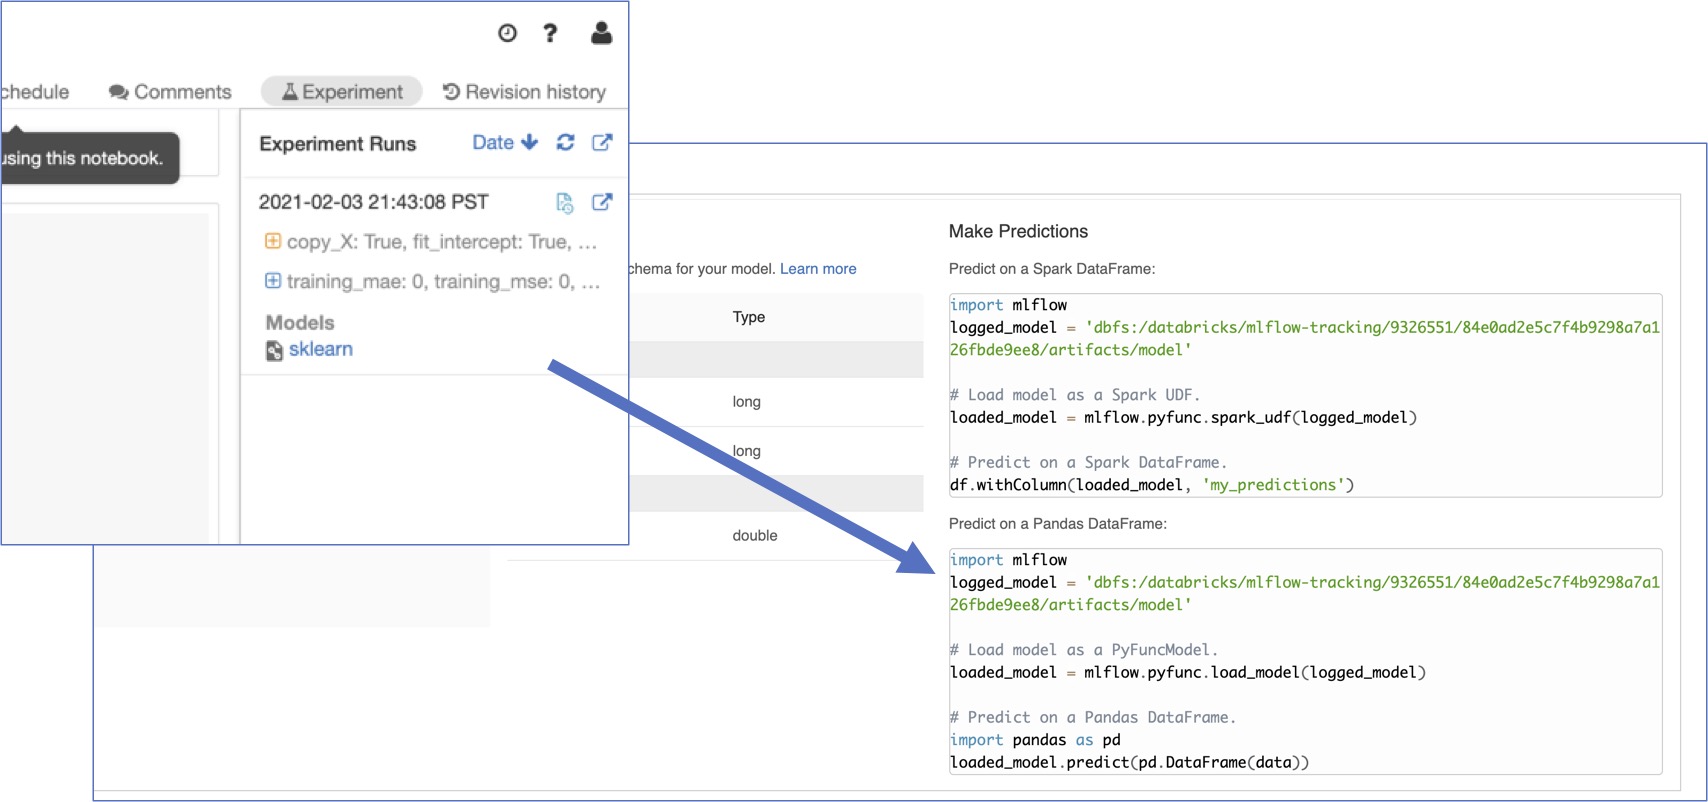 ?
chedule Comments Experiment Revision history
using this notebook.
Experiment Runs Date
2021-02-03 21:43:08 PST
copy_X: True, fit_intercept: True, ...
training_mae: 0, training_mse: 0, ...
Models
sklearn
chema for your model. Learn more
Type
long
long
double
Make Predictions
Predict on a Spark DataFrame:
import mlflow
logged_model = 'dbfs:/databricks/mlflow-tracking/9326551/84e0ad2e5c7f4b9298a7a1
26fbde9ee8/artifacts/model'
# Load model as a Spark UDF.
loaded_model = mlflow.pyfunc.spark_udf(logged_model)
# Predict on a Spark DataFrame.
df.withColumn(loaded_model, 'my_predictions')
Predict on a Pandas DataFrame:
import mlflow
logged_model = 'dbfs:/databricks/mlflow-tracking/9326551/84e0ad2e5c7f4b9298a7a1
26fbde9ee8/artifacts/model'
# Load model as a PyFuncModel.
loaded_model = mlflow.pyfunc.load_model(logged_model)
# Predict on a Pandas DataFrame.
import pandas as pd
loaded_model.predict(pd.DataFrame(data))